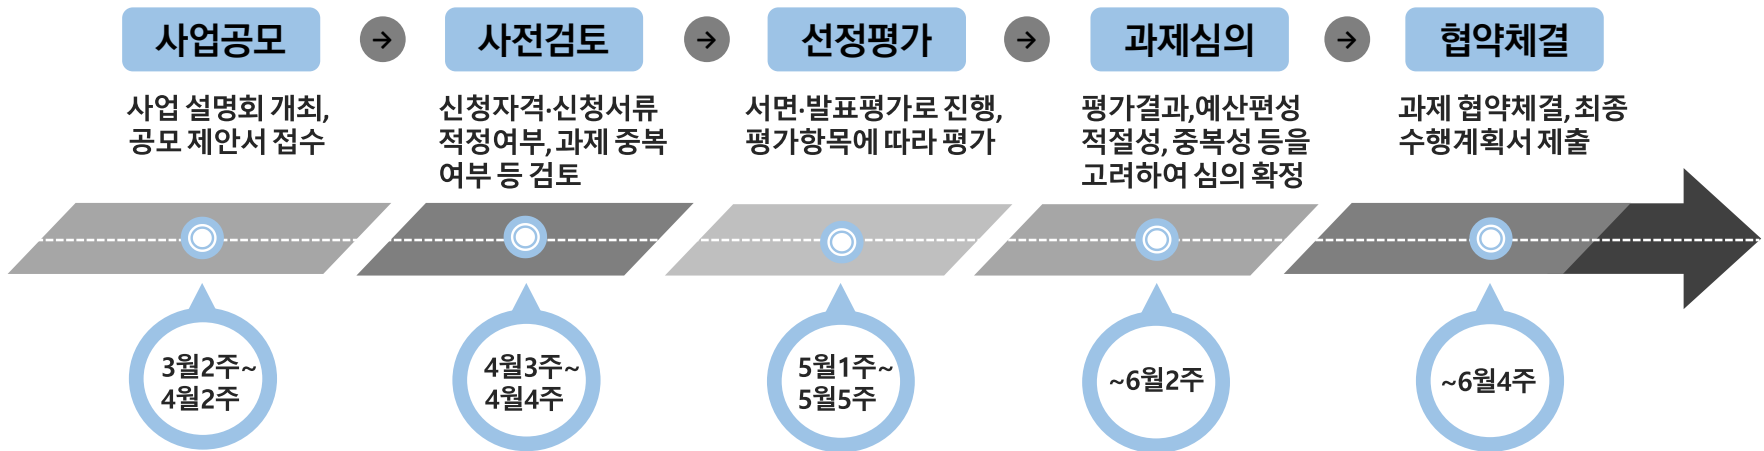 사업공모
사업 설명회 개최,
공모 제안서 접수
3월2주~
4월2주
사전검토
신청자격·신청서류
적정여부, 과제 중복
여부 등 검토
4월3주~
4월4주
선정평가
서면·발표평가로 진행,
평가항목에 따라 평가
5월1주~
5월5주
과제심의
평가결과,예산편성
적절성, 중복성 등을
고려하여 심의 확정
~6월2주
협약체결
과제 협약체결, 최종
수행계획서 제출
~6월4주